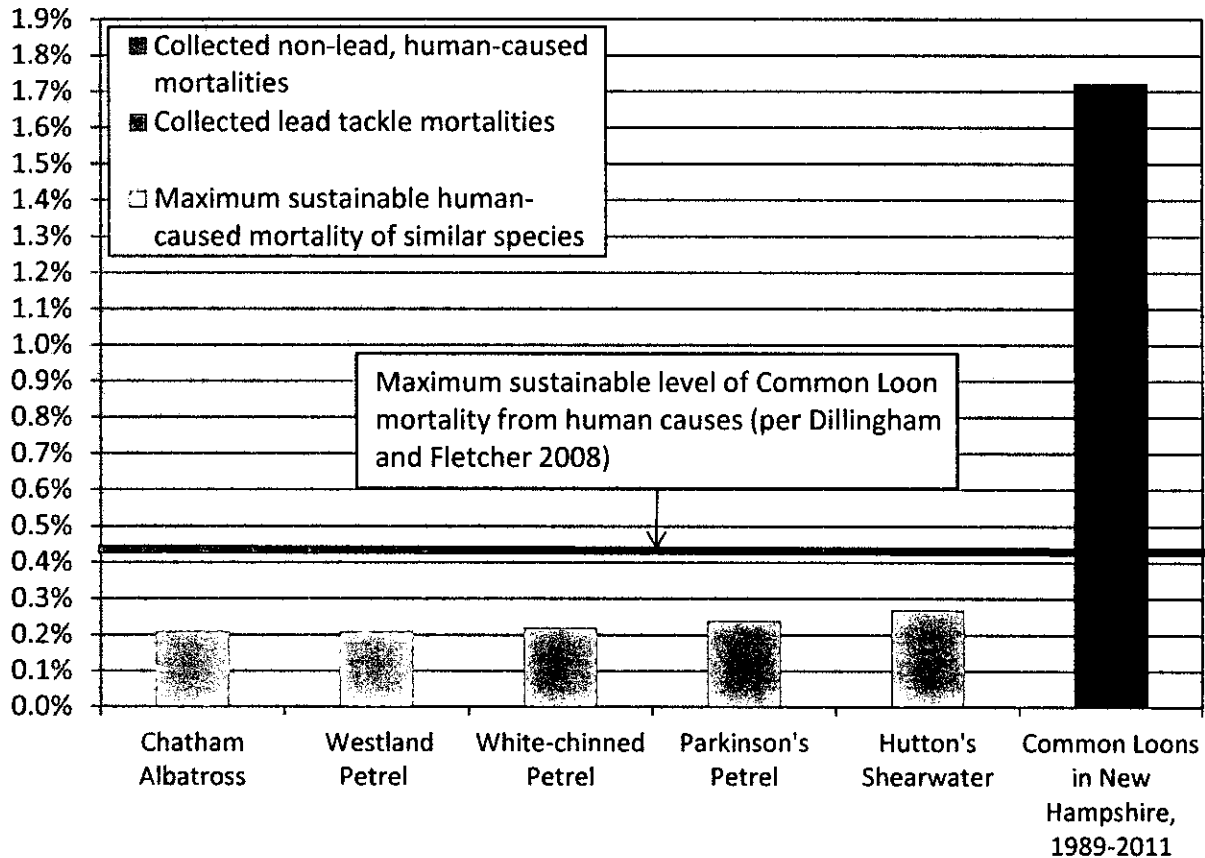 1.9%
1.8%
1.7%
1.6%
1.5%
1.4%
1.3%
1.2%
1.1%
1.0%
0.9%
0.8%
0.7%
0.6%
0.5%
0.4%
0.3%
0.2%
0.1%
0.0%
Collected non-lead, human-caused
mortalities
Collected lead tackle mortalities
Maximum sustainable human-
caused mortality of similar species
Maximum sustainable level of Common Loon
mortality from human causes (per Dillingham
and Fletcher 2008)
Chatham
Albatross
Westland
Petrel
White-chinned
Petrel
Parkinson's
Petrel
Hutton's
Shearwater
Common Loons
in New
Hampshire,
1989-2011